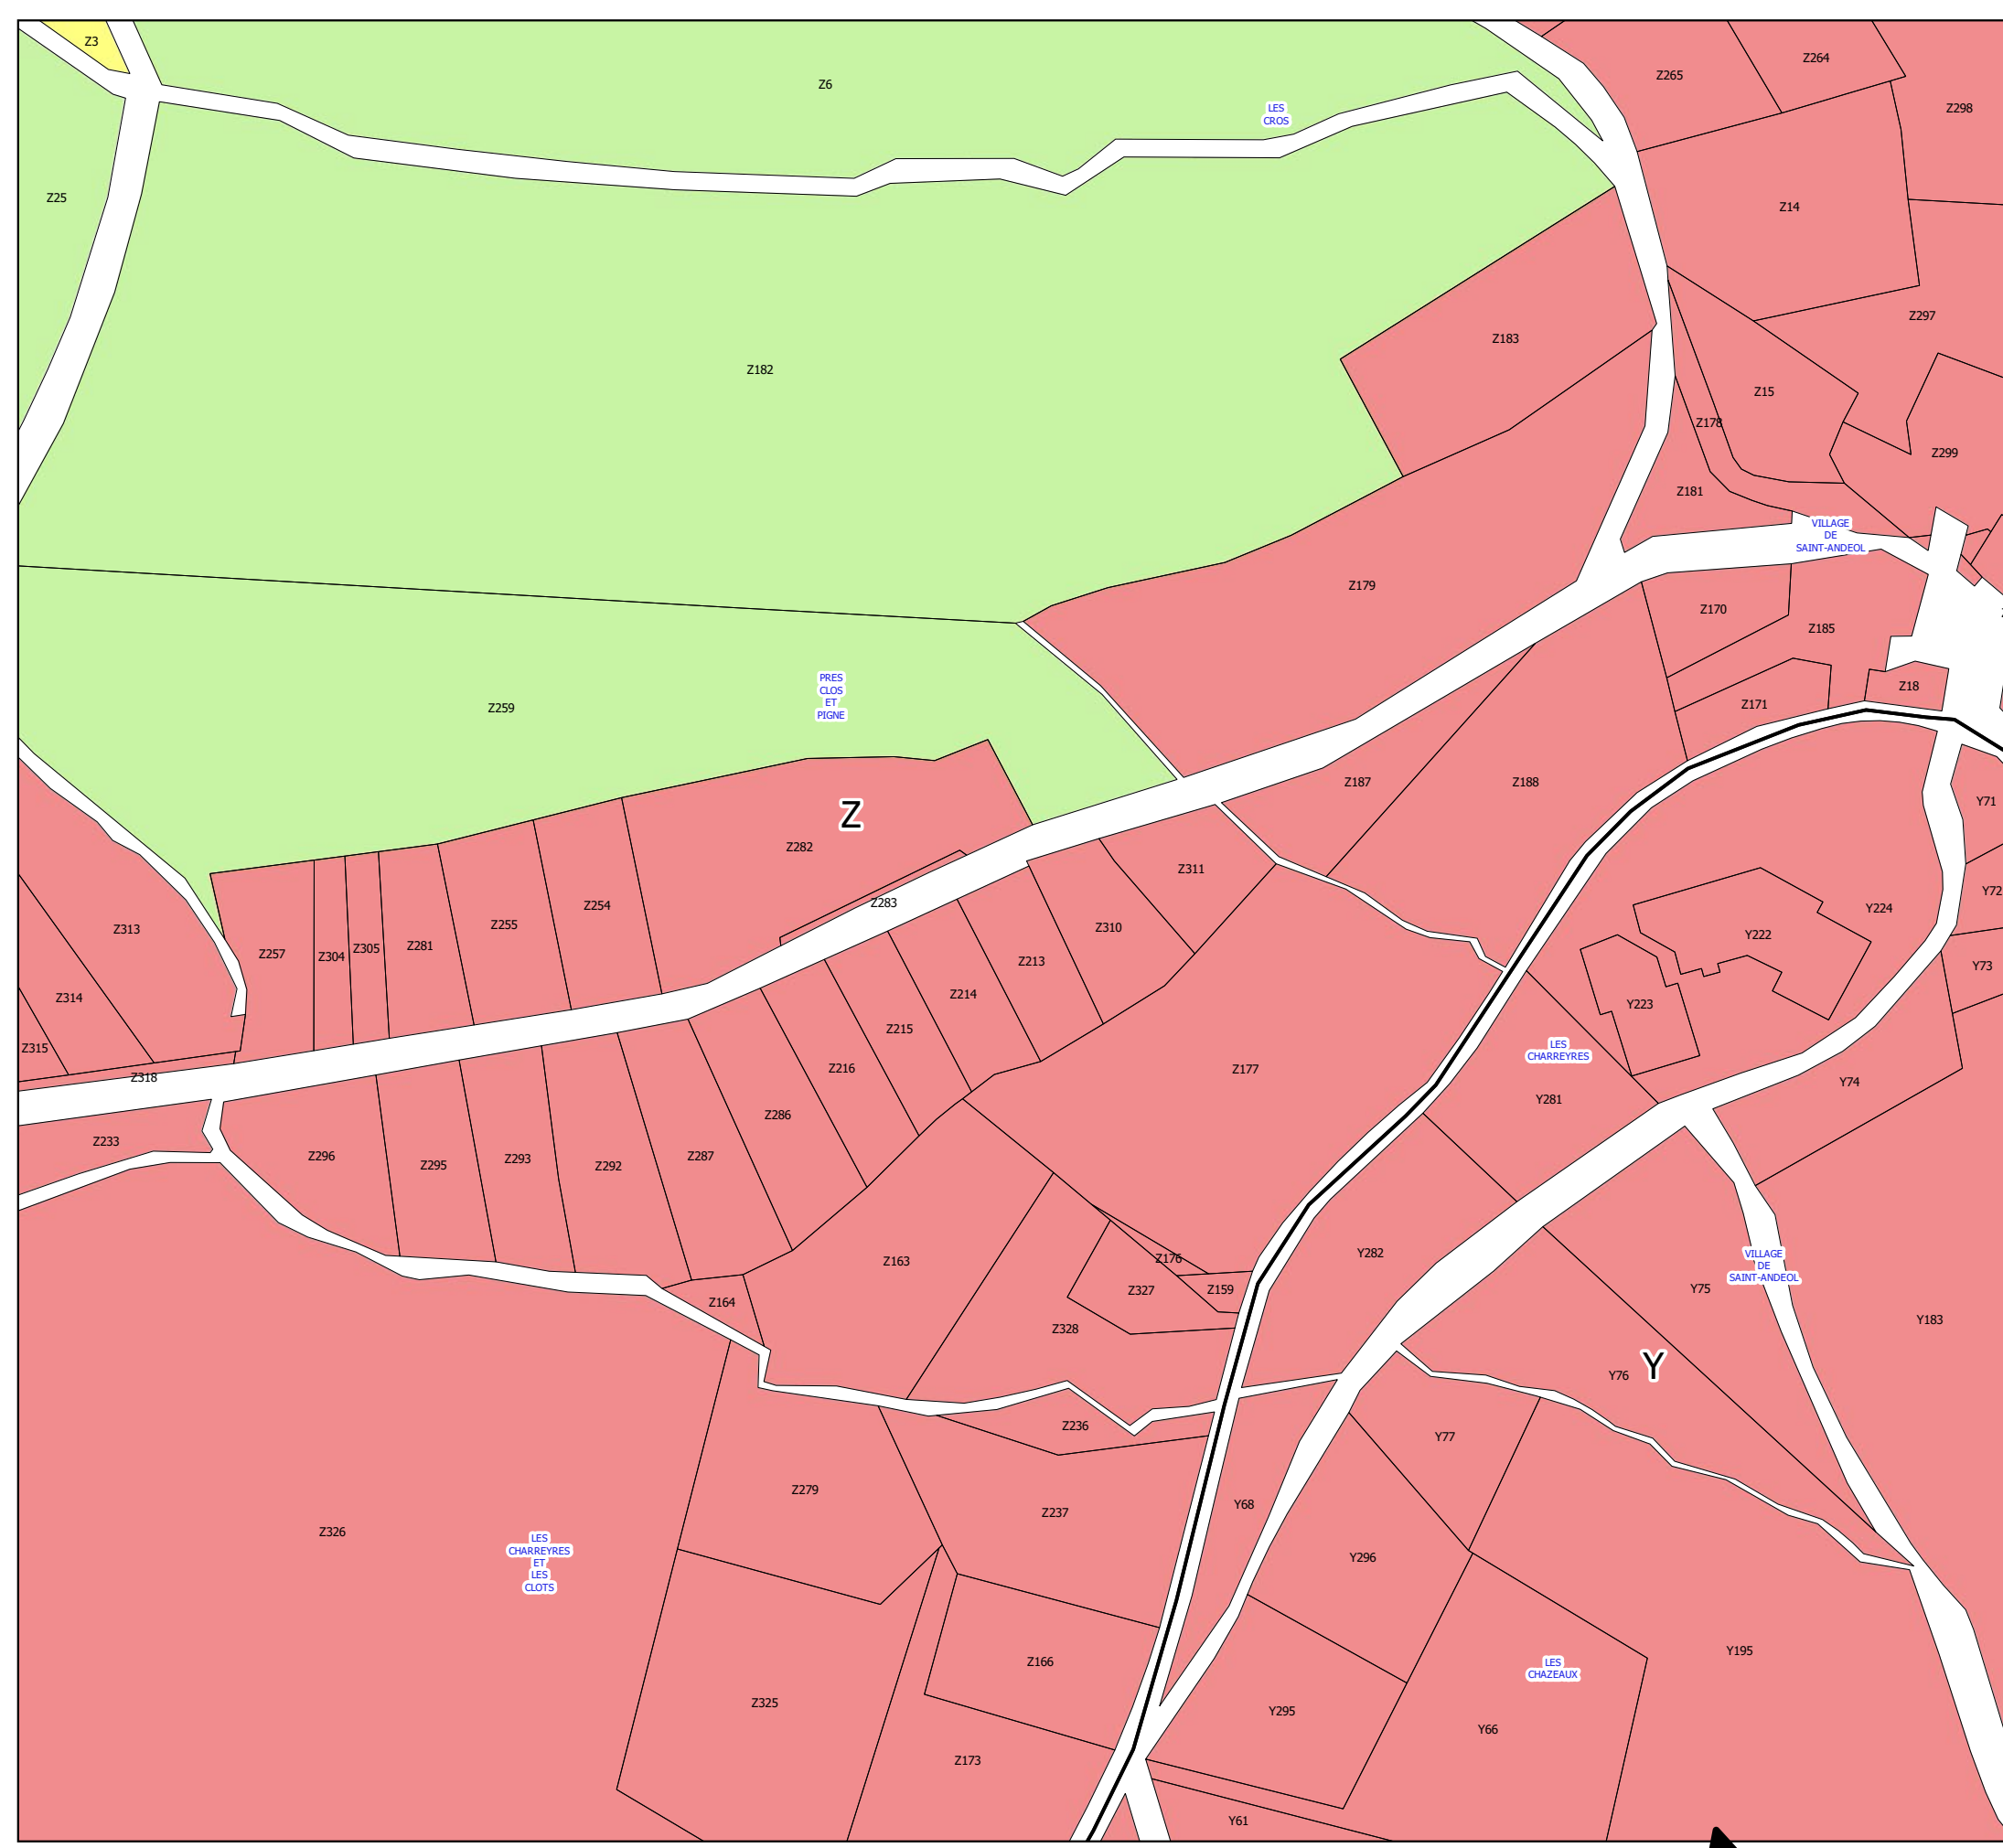 Z3
Z6
Z265
Z264
Z298
LES
CROS
Z25
Z14
Z182
Z183
Z297
Z15
Z178
Z299
Z181
VILLAGE
DE
SAINT-ANDEOL
Z179
Z170
Z185
Z259
PRES
CLOS
ET
PIGNE
Z18
Z171
Z187
Z188
Y71
Z
Z282
Z311
Y72
Z283
Z254
Z255
Z313
Z310
Y224
Y222
Z281
Z305
Z304
Z257
Z213
Y73
Z314
Z214
Y223
Z215
Z315
LES
CHARREYRES
Z318
Z216
Z177
Y74
Y281
Z286
Z233
Z296
Z295
Z293
Z292
Z287
Z163
Z176
Y282
VILLAGE
DE
SAINT-ANDEOL
Z327
Z159
Y75
Z164
Z328
Y183
Y
Y76
Z236
Y77
Z279
Z237
Y68
Z326
LES
CHARREYRES
ET
LES
CLOTS
Y296
Y195
Z166
LES
CHAZEAUX
Z325
Y295
Y66
Z173
Y61